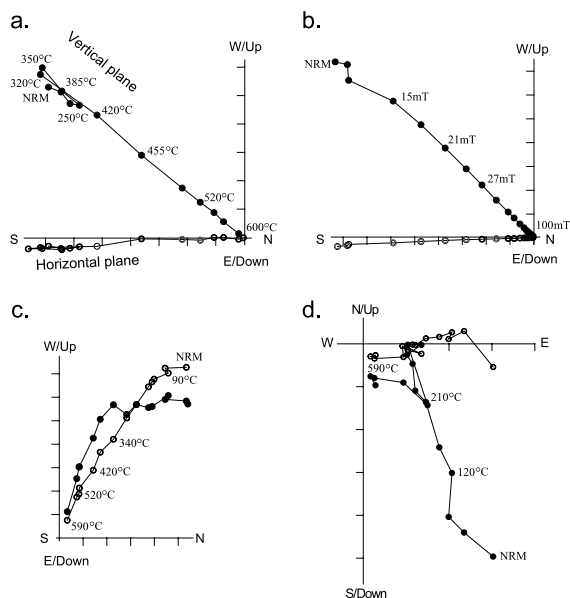 a.
W/Up
Vertical plane
350°C
320°C
385°C
NRM
250°C
420°C
455°C
520°C
600°C
S
N
Horizontal plane
E/Down
b.
W/Up
NRM
15mT
21mT
27mT
100mT
S
N
E/Down
c.
W/Up
NRM
90°C
340°C
420°C
520°C
590°C
S
N
E/Down
d.
N/Up
W
E
590°C
210°C
120°C
NRM
S/Down